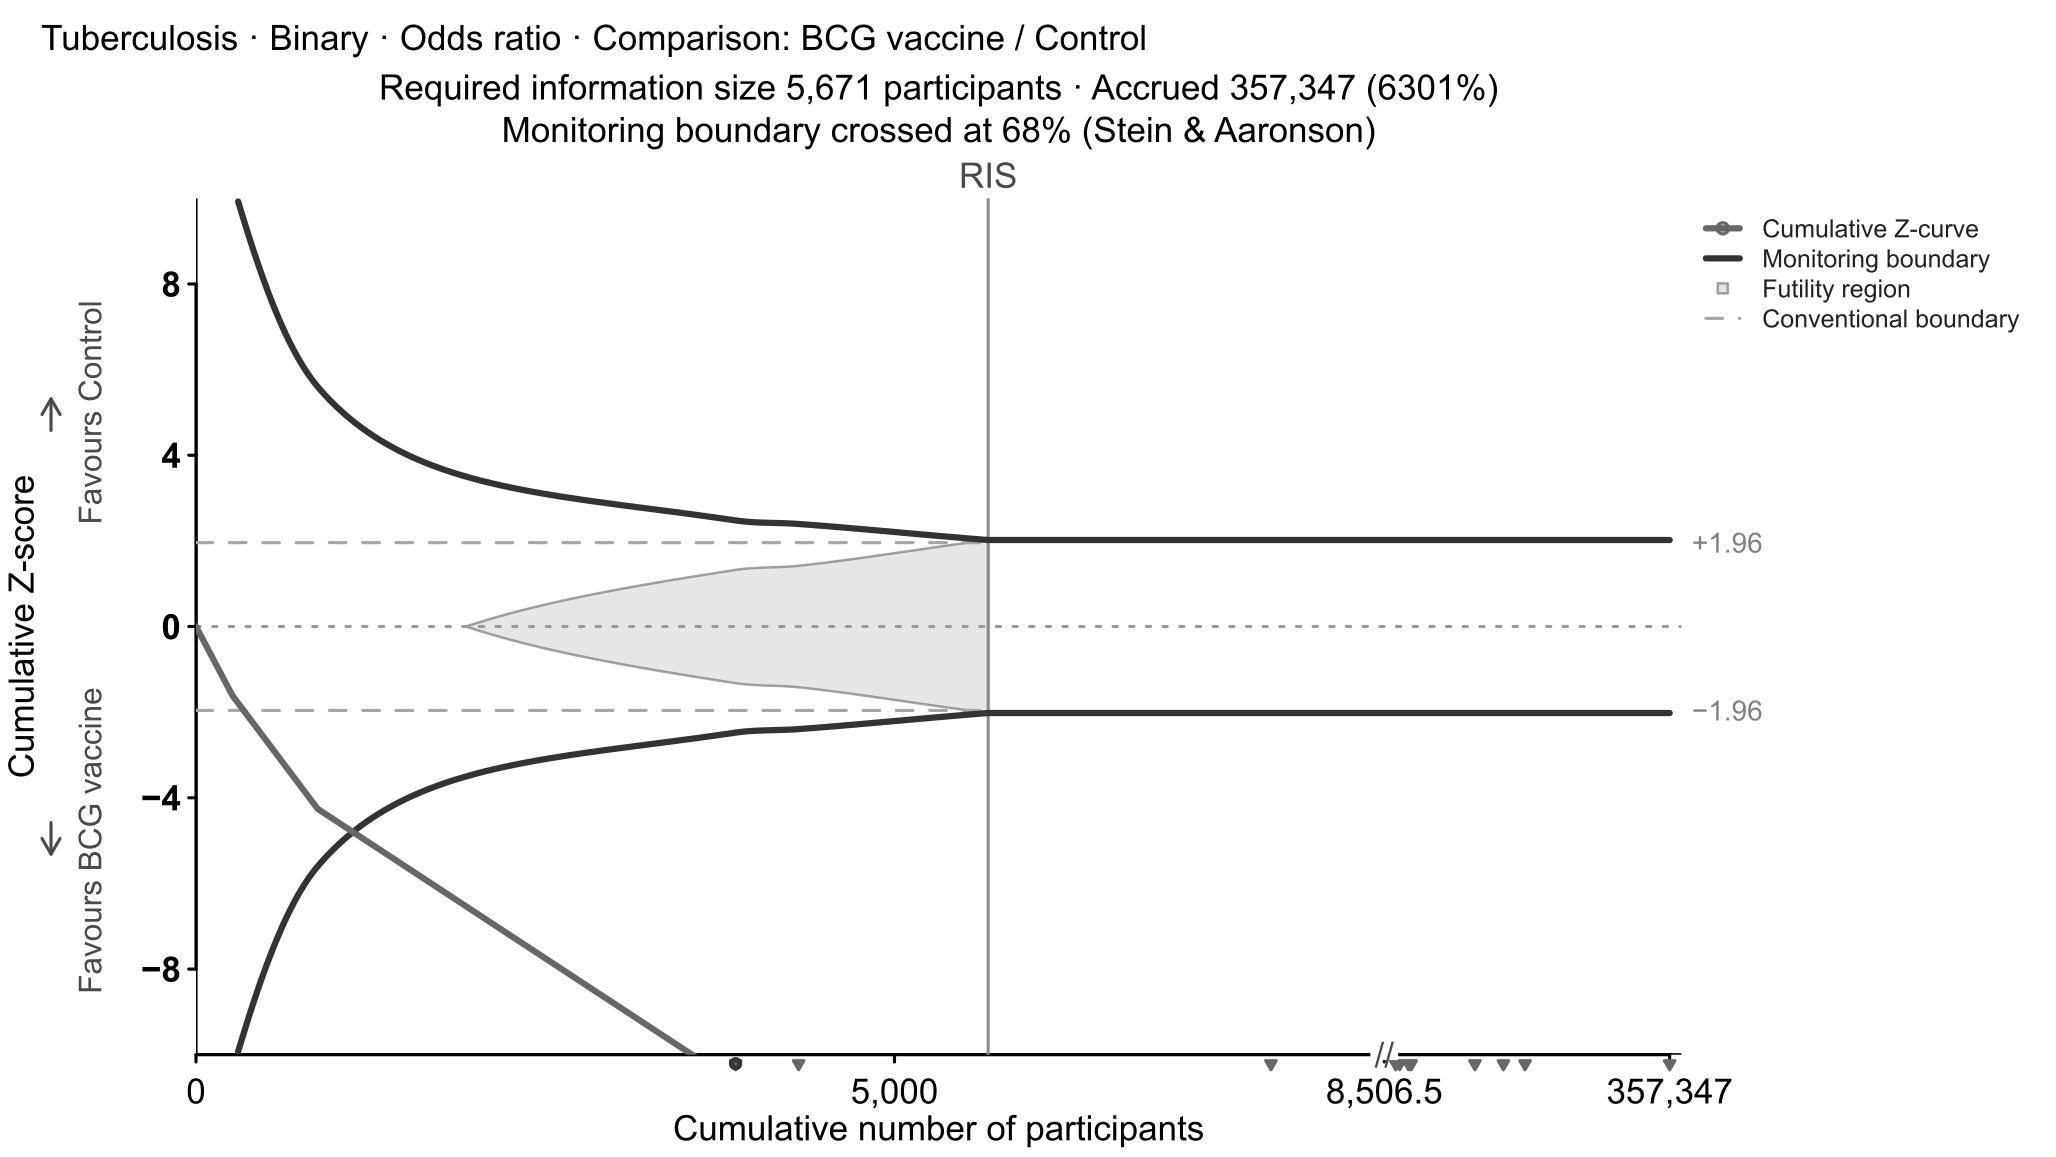 Tuberculosis · Binary · Odds ratio · Comparison: BCG vaccine / Control
Required information size 5,671 participants · Accrued 357,347 (6301%)
Monitoring boundary crossed at 68% (Stein & Aaronson)
RIS
Cumulative Z-curve
Monitoring boundary
Futility region
Conventional boundary
Cumulative Z-score
← Favours BCG vaccine
Favours Control →
8
4
0
−4
−8
+1.96
−1.96
0
5,000
8,506.5
357,347
Cumulative number of participants